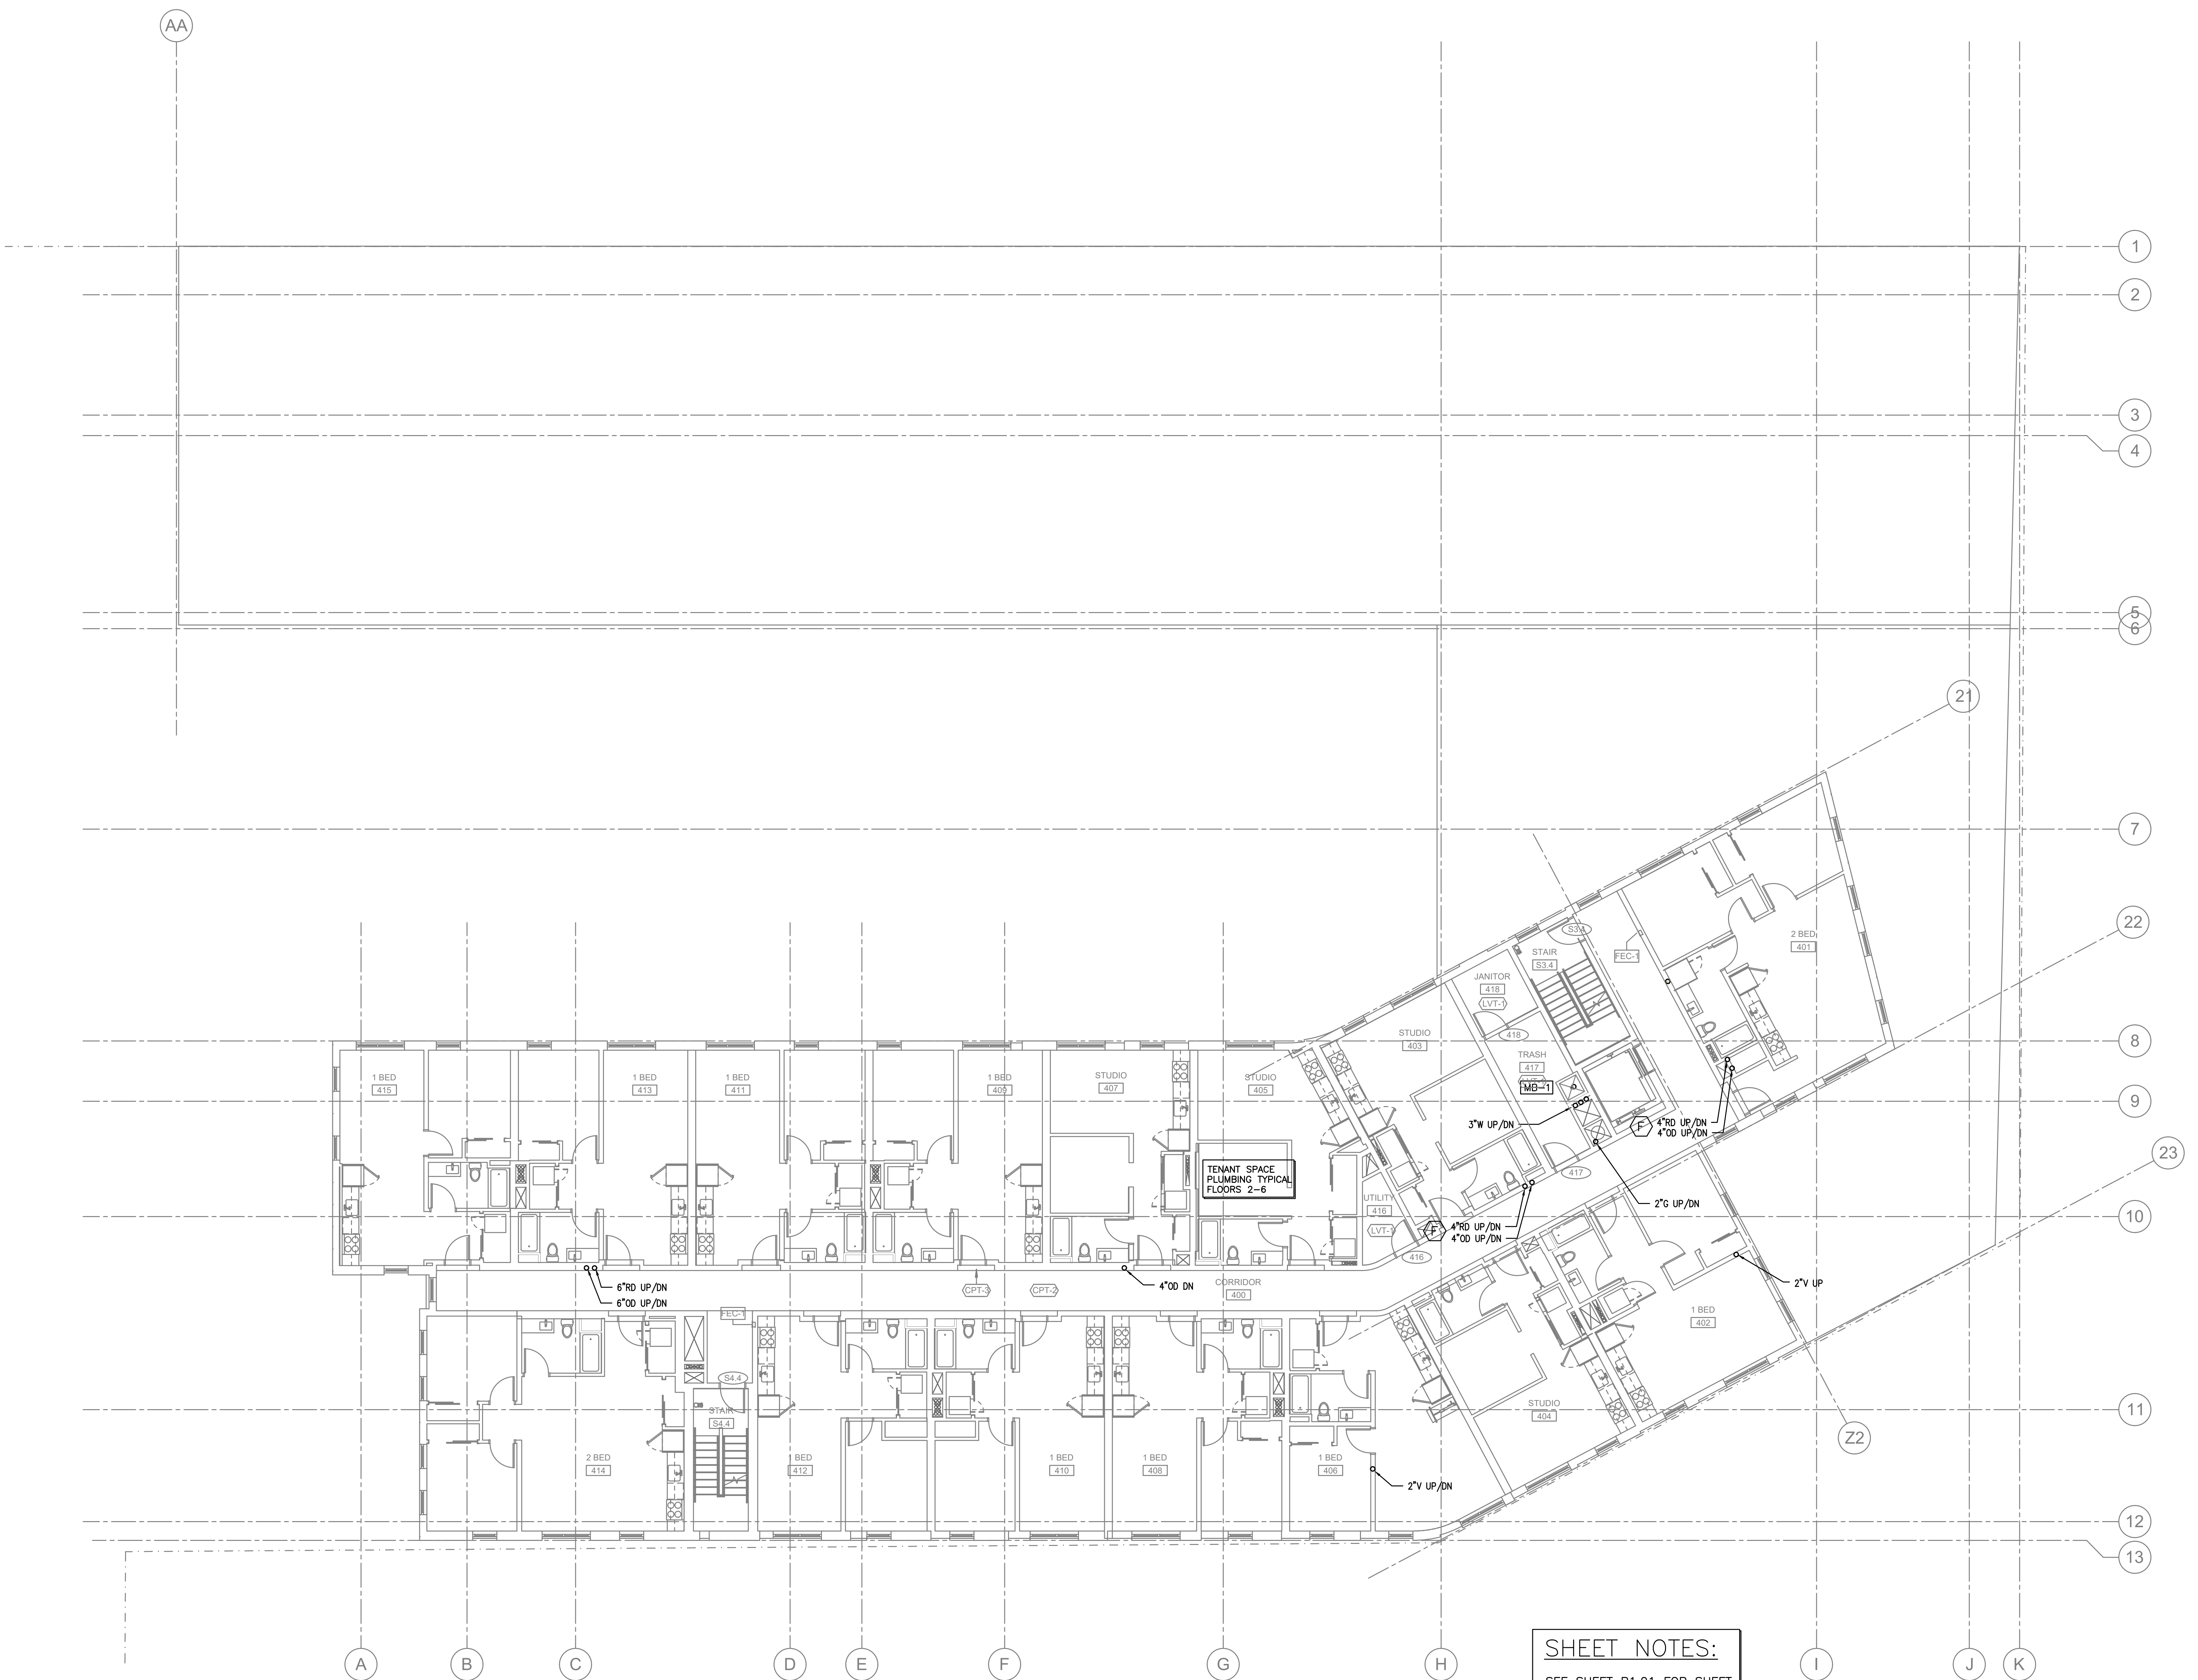 AA
1
2
3
4
5
6
21
7
22
2 BED
401
S3.4
STAIR
S3.4
FEC-1
JANITOR
418
LVT-1
418
STUDIO
403
8
1 BED
415
1 BED
413
1 BED
411
1 BED
409
STUDIO
407
STUDIO
405
TRASH
417
MB-1
9
3"W UP/DN
F
4"RD UP/DN
4"OD UP/DN
23
TENANT SPACE
PLUMBING TYPICAL
FLOORS 2-6
417
UTILITY
416
LVT-1
2"G UP/DN
10
F
4"RD UP/DN
4"OD UP/DN
416
6"RD UP/DN
6"OD UP/DN
CPT-3
CPT-2
4"OD DN
CORRIDOR
400
2"V UP
FEC-1
1 BED
402
S4.4
STAIR
S4.4
STUDIO
404
11
Z2
2 BED
414
1 BED
412
1 BED
410
1 BED
408
1 BED
406
2"V UP/DN
12
13
SHEET NOTES:
A
B
C
D
E
F
G
H
I
J
K
SEE SHEET P1.01 FOR SHEET